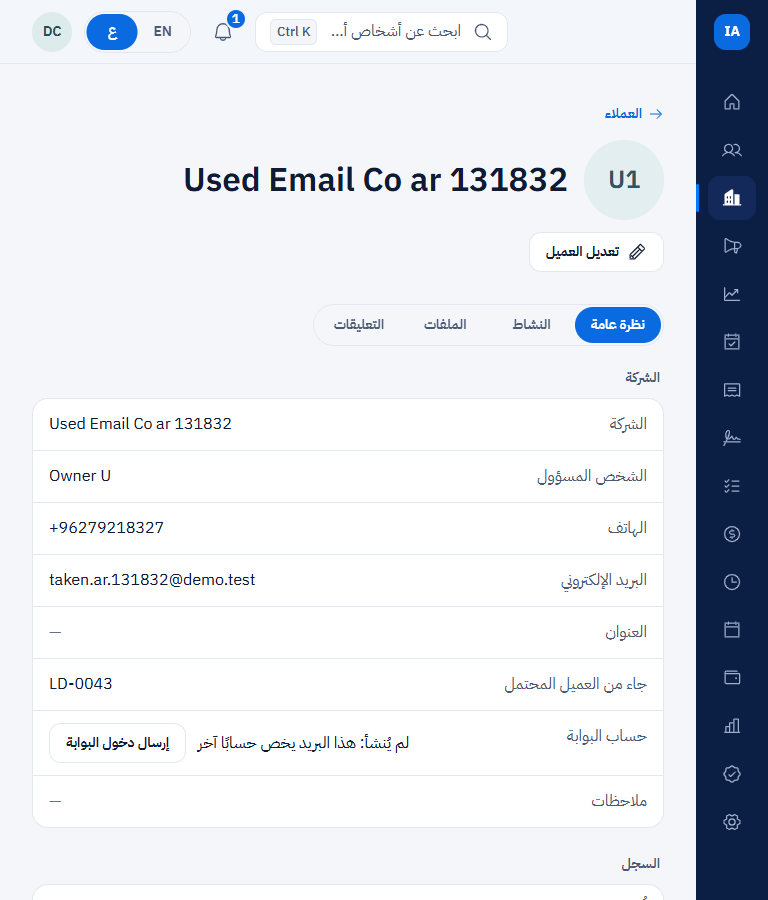 IA
ابحث عن أشخاص أ...
Ctrl K
1
EN
ع
DC
العملاء
U1
Used Email Co ar 131832
تعديل العميل
نظرة عامة
النشاط
الملفات
التعليقات
الشركة
الشركة Used Email Co ar 131832
الشخص المسؤول Owner U
الهاتف +96279218327
البريد الإلكتروني taken.ar.131832@demo.test
العنوان —
جاء من العميل المحتمل LD-0043
حساب البوابة لم يُنشأ: هذا البريد يخص حسابًا آخر إرسال دخول البوابة
ملاحظات —
السجل